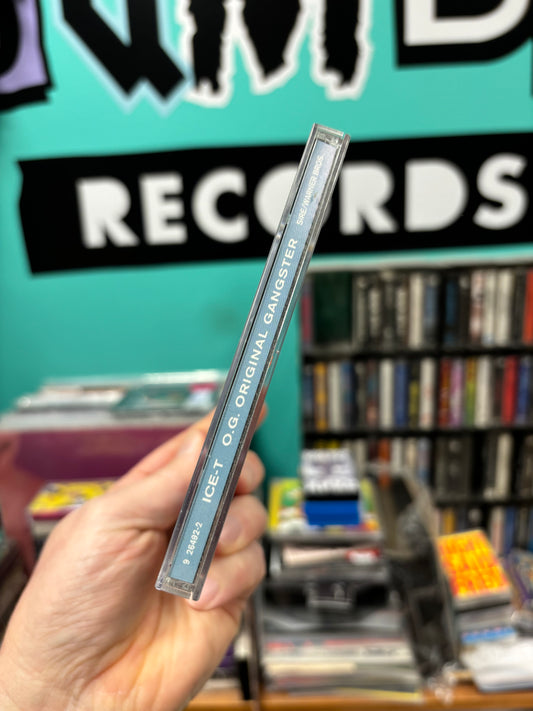 RECORDS
9 26492-2 ICE-T O.G. ORIGINAL GANGSTER SIRE/WARNER BROS.